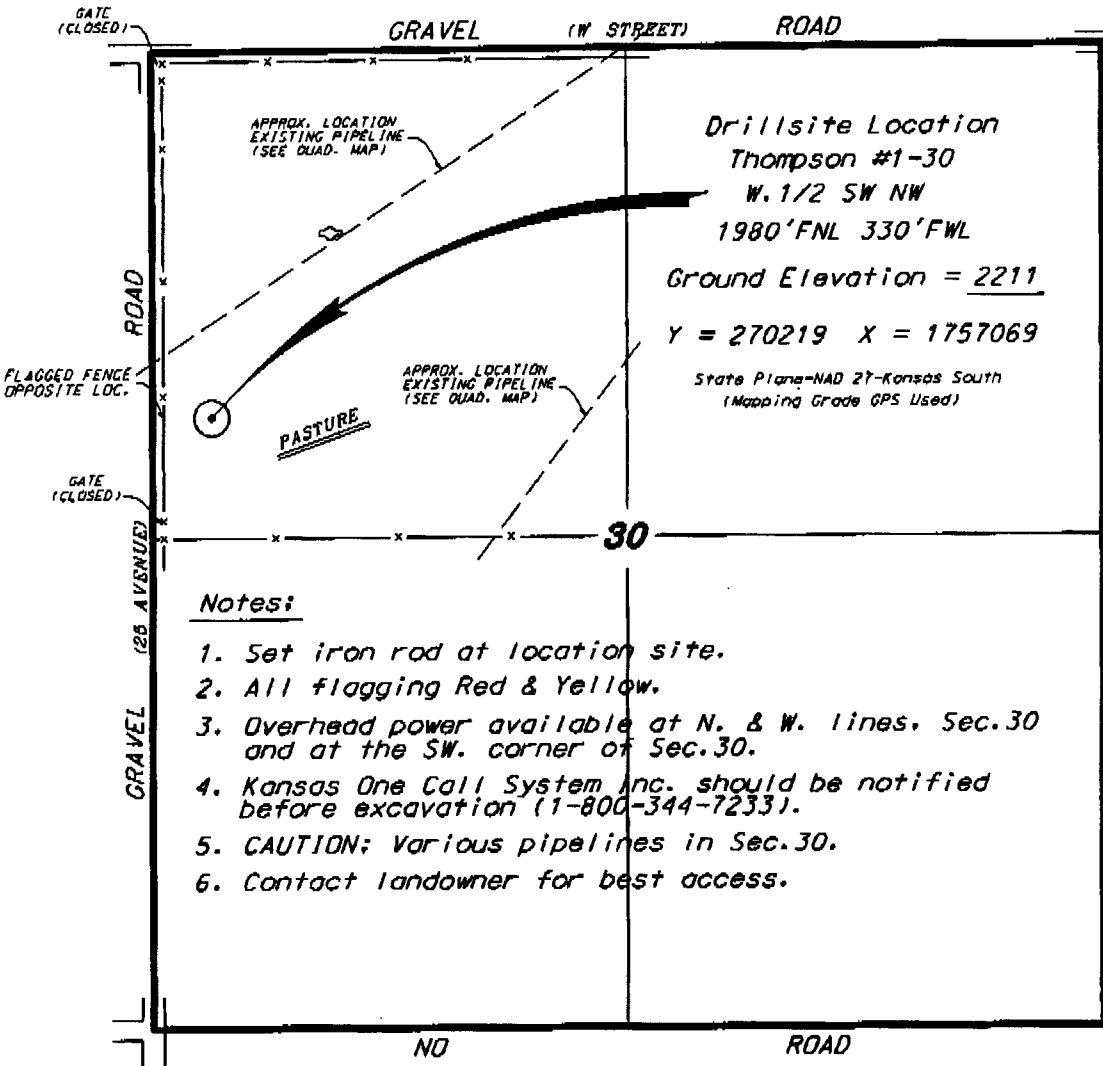 GATE
(CLOSED)
GRAVEL (W STREET) ROAD
APPROX. LOCATION
EXISTING PIPELINE
(SEE QUAD. MAP)
Drillsite Location
Thompson #1-30
W. 1/2 SW NW
1980'FNL 330'FWL
Ground Elevation = 2211
Y = 270219 X = 1757069
State Plane-NAD 27-Kansas South
(Mapping Grade GPS Used)
ROAD
FLAGGED FENCE
OPPOSITE LOC.
APPROX. LOCATION
EXISTING PIPELINE
(SEE QUAD. MAP)
PASTURE
GATE
(CLOSED)
30
(25 AVENUE)
GRAVEL
Notes:
1. Set iron rod at location site.
2. All flagging Red & Yellow.
3. Overhead power available at N. & W. lines, Sec.30
and at the SW. corner of Sec.30.
4. Kansas One Call System Inc. should be notified
before excavation (1-800-344-7233).
5. CAUTION: Various pipelines in Sec.30.
6. Contact landowner for best access.
NO ROAD